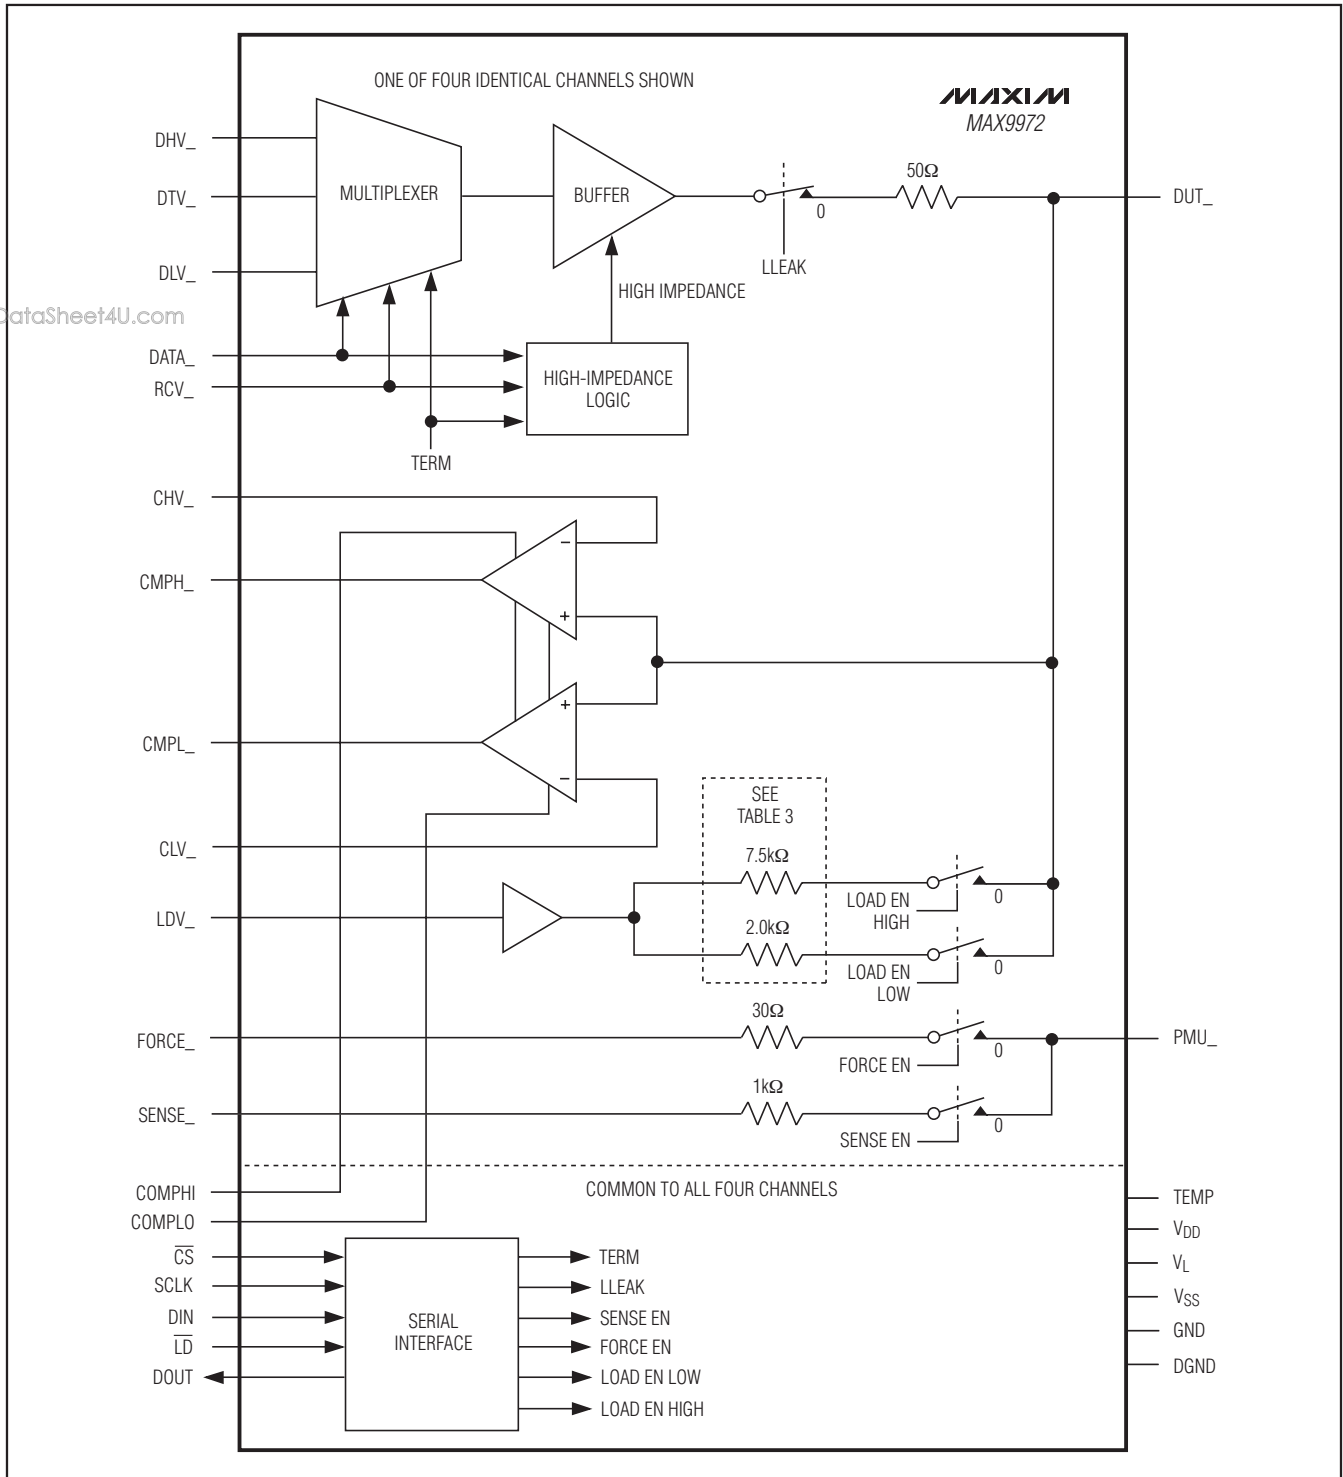 ONE OF FOUR IDENTICAL CHANNELS SHOWN
MAXIM
MAX9972
DHV_
DTV_
DLV_
MULTIPLEXER
BUFFER
50Ω
0
LLEAK
DUT_
HIGH IMPEDANCE
DataSheet4U.com
DATA_
RCV_
HIGH-IMPEDANCE
LOGIC
TERM
CHV_
−
CMPH_
+
+
CMPL_
−
CLV_
SEE
TABLE 3
7.5kΩ
LOAD EN
HIGH
0
LDV_
2.0kΩ
LOAD EN
LOW
0
30Ω
FORCE_
FORCE EN
0
PMU_
1kΩ
SENSE_
SENSE EN
0
COMMON TO ALL FOUR CHANNELS
COMPHI
COMPLO
CS
SCLK
DIN
LD
DOUT
SERIAL
INTERFACE
TERM
LLEAK
SENSE EN
FORCE EN
LOAD EN LOW
LOAD EN HIGH
TEMP
VDD
VL
VSS
GND
DGND